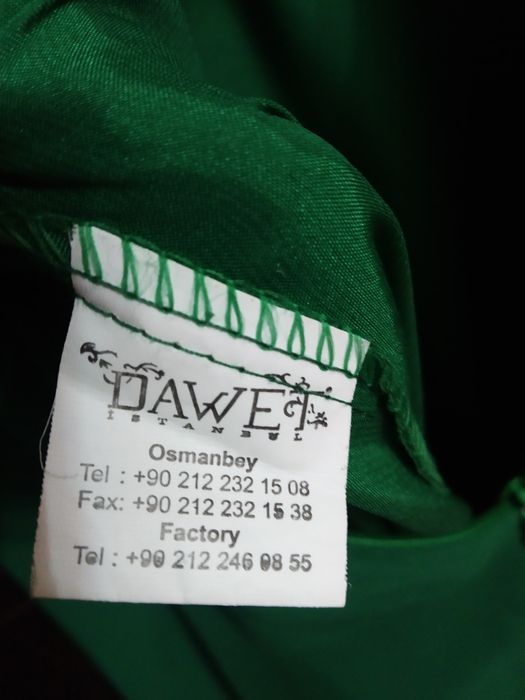 DAWET
ISTANBUL
Osmanbey
Tel : +90 212 232 15 08
Fax: +90 212 232 15 38
Factory
Tel : +90 212 246 08 55